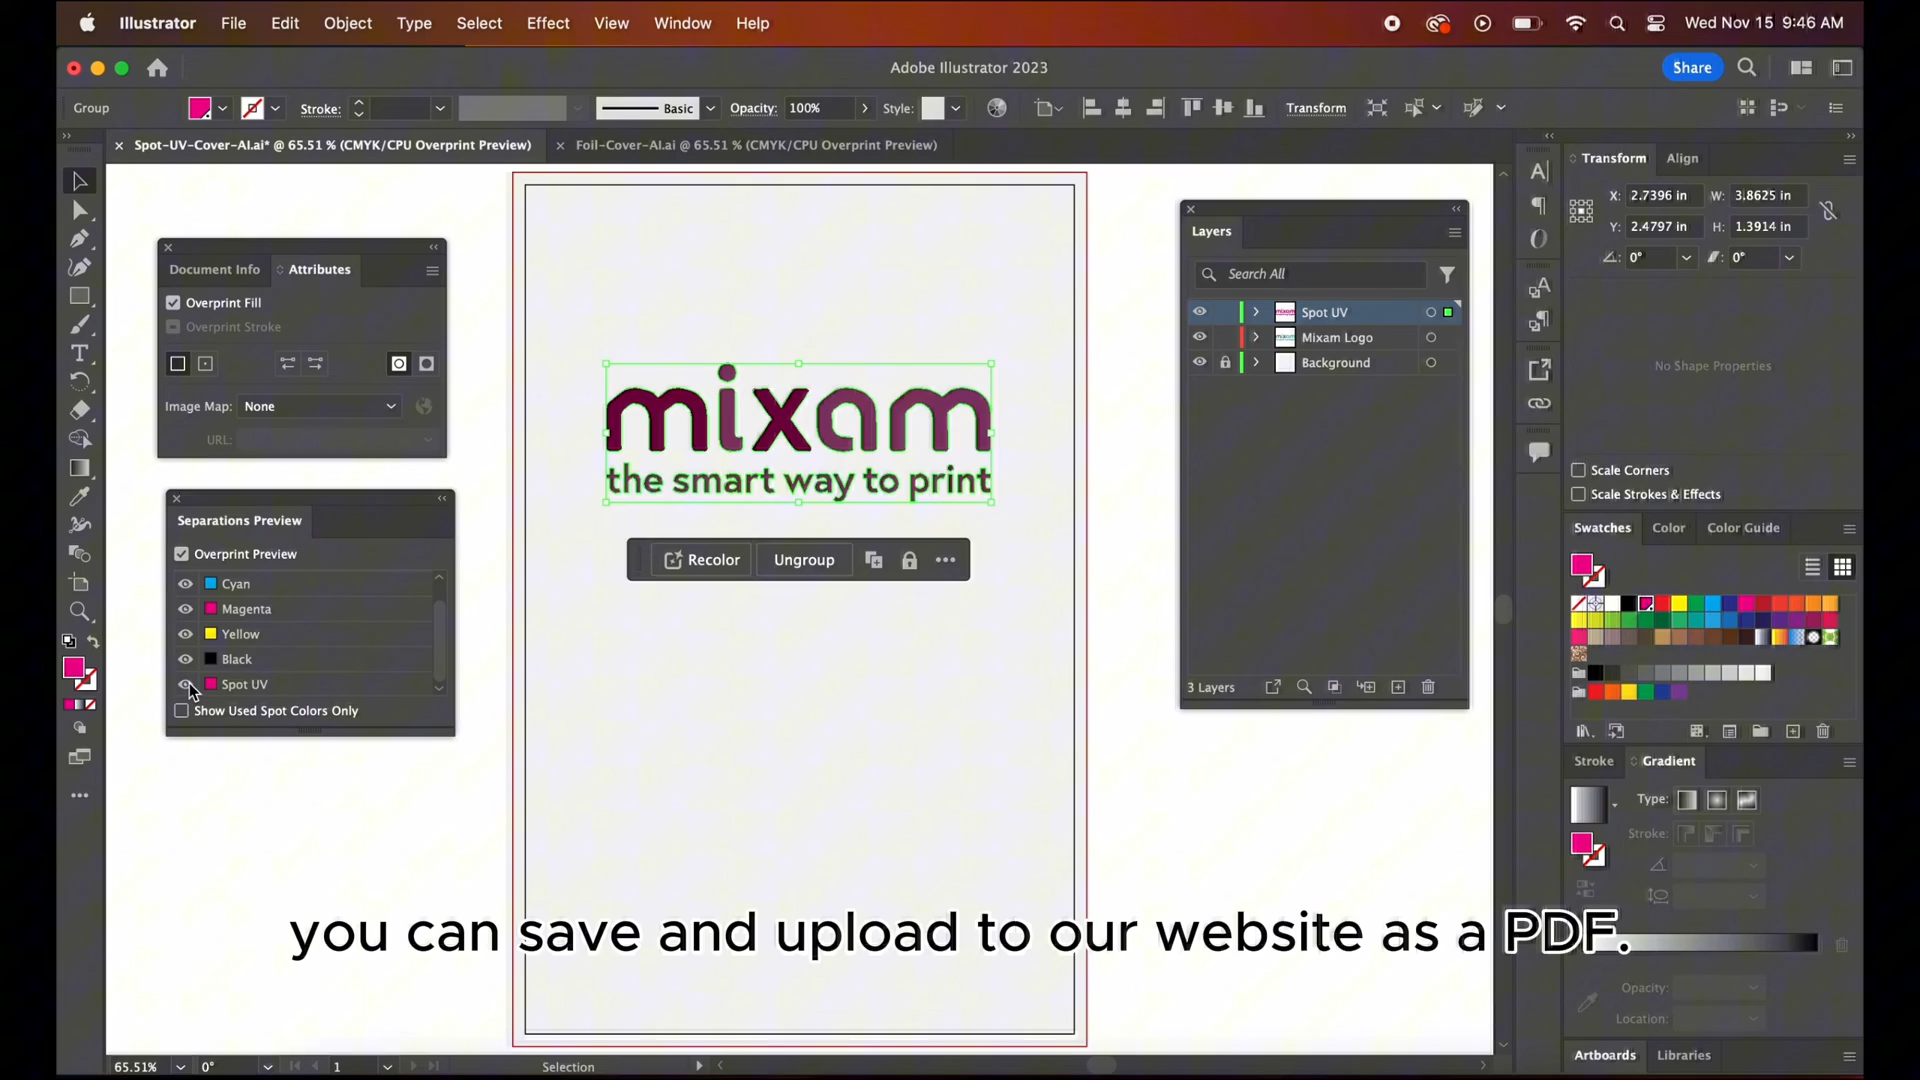 Illustrator File Edit Object Type Select Effect View Window Help Wed Nov 15 9:46 AM
Adobe Illustrator 2023 Share
Group Stroke: Basic Opacity: 100% Style: Transform
Spot-UV-Cover-AI.ai* @ 65.51 % (CMYK/CPU Overprint Preview) Foil-Cover-AI.ai @ 65.51 % (CMYK/CPU Overprint Preview)
Document Info Attributes
Overprint Fill
Overprint Stroke
Image Map: None
URL:
Separations Preview
Overprint Preview
Cyan
Magenta
Yellow
Black
Spot UV
Show Used Spot Colors Only
mixam
the smart way to print
Recolor Ungroup
Layers
Search All
Spot UV
Mixam Logo
Background
3 Layers
Transform Align
X: 2.7396 in W: 3.8625 in
Y: 2.4797 in H: 1.3914 in
0° 0°
No Shape Properties
Scale Corners
Scale Strokes & Effects
Swatches Color Color Guide
Stroke Gradient
Type:
Stroke:
Opacity:
Location:
Artboards Libraries
you can save and upload to our website as a PDF.
65.51% 0° 1 Selection